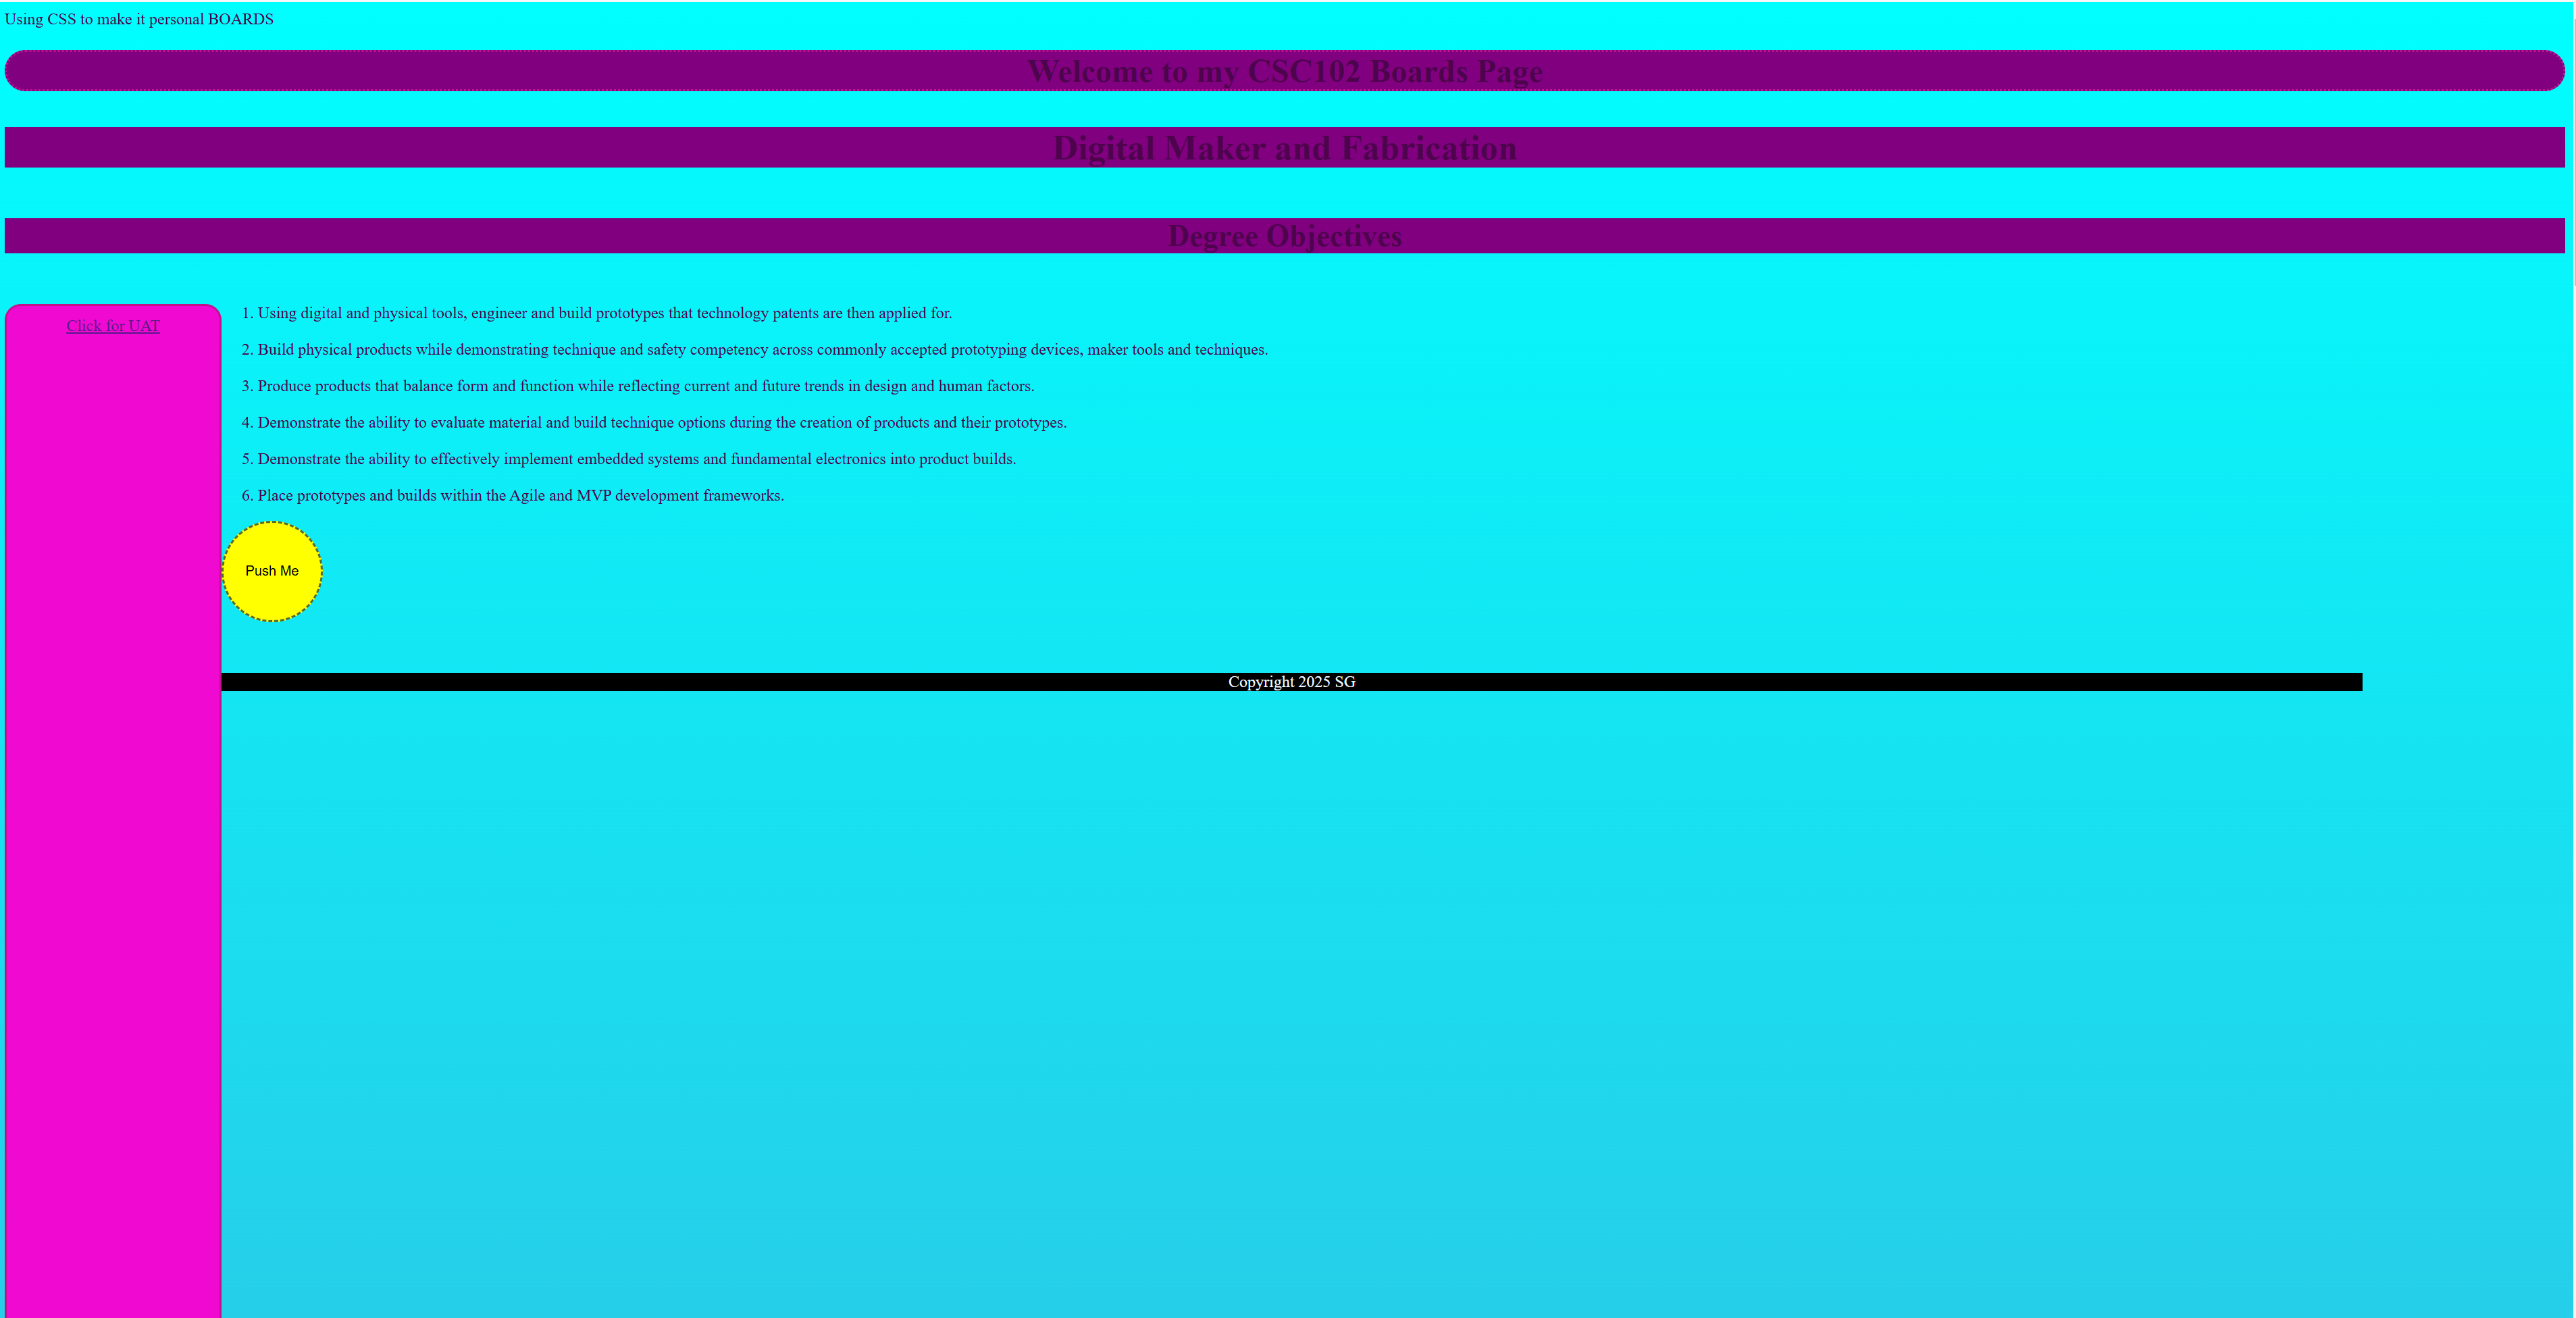 Using CSS to make it personal BOARDS
Welcome to my CSC102 Boards Page
Digital Maker and Fabrication
Degree Objectives
Click for UAT
1. Using digital and physical tools, engineer and build prototypes that technology patents are then applied for.
2. Build physical products while demonstrating technique and safety competency across commonly accepted prototyping devices, maker tools and techniques.
3. Produce products that balance form and function while reflecting current and future trends in design and human factors.
4. Demonstrate the ability to evaluate material and build technique options during the creation of products and their prototypes.
5. Demonstrate the ability to effectively implement embedded systems and fundamental electronics into product builds.
6. Place prototypes and builds within the Agile and MVP development frameworks.
Push Me
Copyright 2025 SG